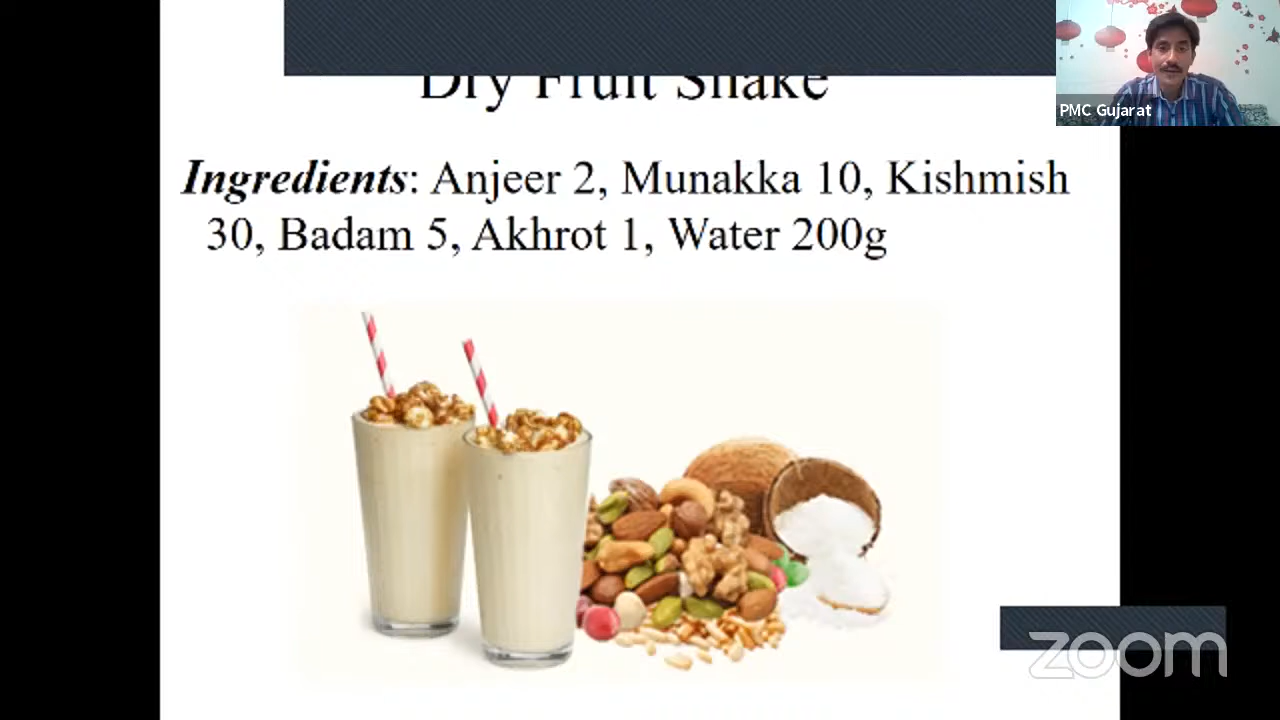 Dry Fruit Shake
PMC Gujarat
Ingredients: Anjeer 2, Munakka 10, Kishmish
30, Badam 5, Akhrot 1, Water 200g
zoom